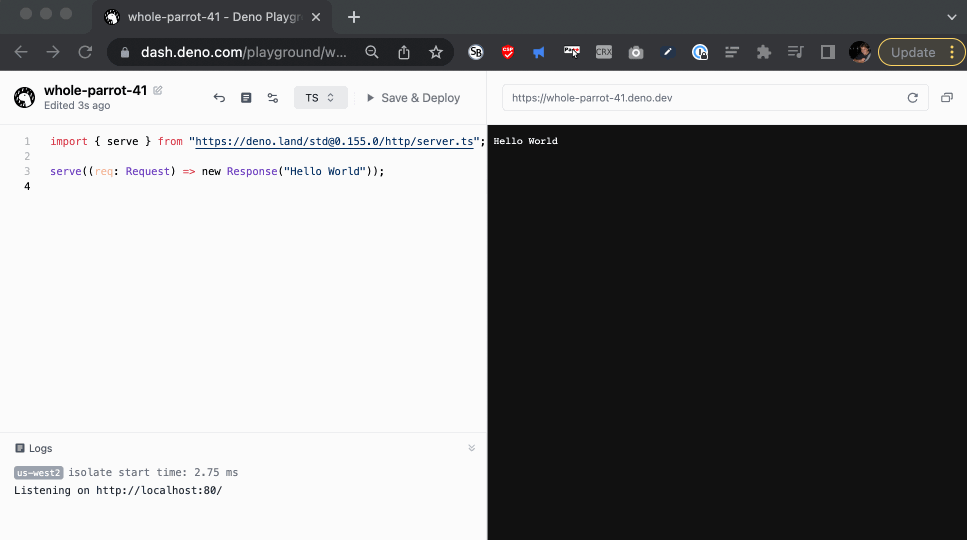 whole-parrot-41 - Deno Playgr
dash.deno.com/playground/w...
Update
whole-parrot-41
Edited 3s ago
TS
Save & Deploy
https://whole-parrot-41.deno.dev
1 import { serve } from "https://deno.land/std@0.155.0/http/server.ts";
2
3 serve((req: Request) => new Response("Hello World"));
4
Hello World
Logs
us-west2 isolate start time: 2.75 ms
Listening on http://localhost:80/
SB
CSP
CRX